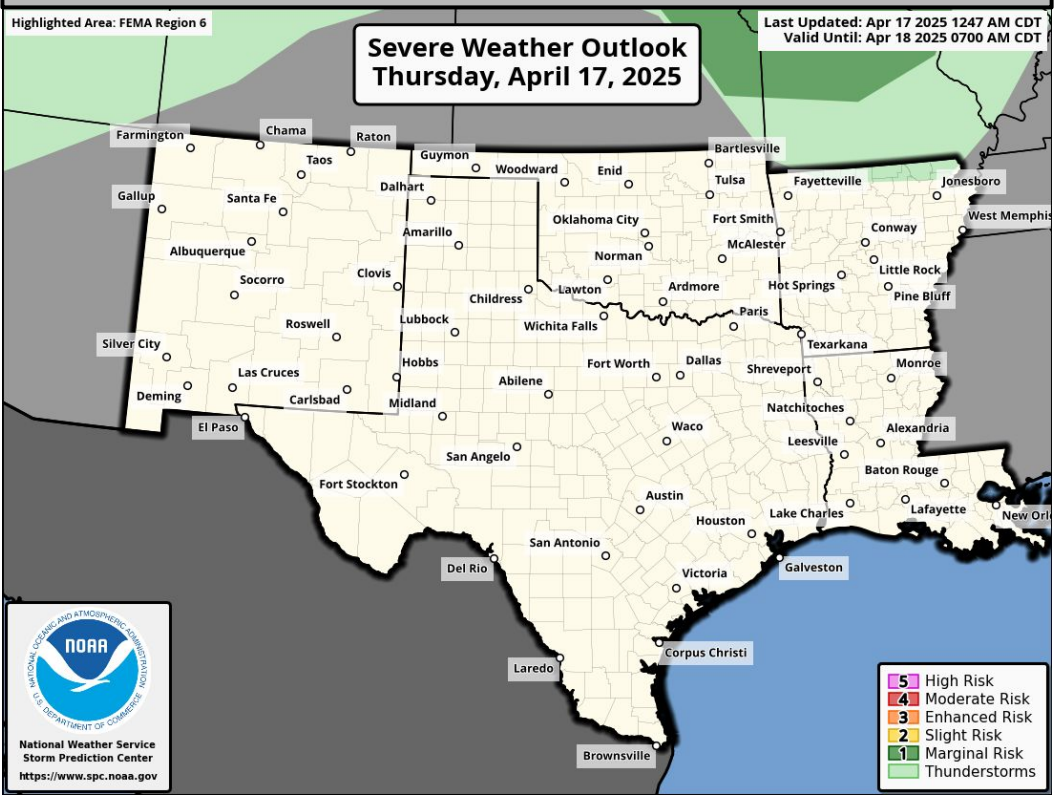 Highlighted Area: FEMA Region 6
Severe Weather Outlook
Thursday, April 17, 2025
Last Updated: Apr 17 2025 1247 AM CDT
Valid Until: Apr 18 2025 0700 AM CDT
Farmington
Chama
Raton
Taos
Guymon
Woodward
Enid
Bartlesville
Tulsa
Fayetteville
Jonesboro
Gallup
Santa Fe
Dalhart
Oklahoma City
Fort Smith
West Memphis
Albuquerque
Amarillo
Norman
McAlester
Conway
Socorro
Clovis
Childress
Lawton
Ardmore
Hot Springs
Little Rock
Pine Bluff
Roswell
Lubbock
Wichita Falls
Paris
Texarkana
Silver City
Las Cruces
Hobbs
Fort Worth
Dallas
Shreveport
Monroe
Deming
Carlsbad
Midland
Abilene
Natchitoches
El Paso
Waco
Leesville
Alexandria
San Angelo
Fort Stockton
Baton Rouge
Austin
Houston
Lake Charles
Lafayette
New Orl
San Antonio
Del Rio
Galveston
Victoria
Laredo
Corpus Christi
Brownsville
NATIONAL OCEANIC AND ATMOSPHERIC ADMINISTRATION
NOAA
U.S. DEPARTMENT OF COMMERCE
National Weather Service
Storm Prediction Center
https://www.spc.noaa.gov
5 High Risk
4 Moderate Risk
3 Enhanced Risk
2 Slight Risk
1 Marginal Risk
Thunderstorms